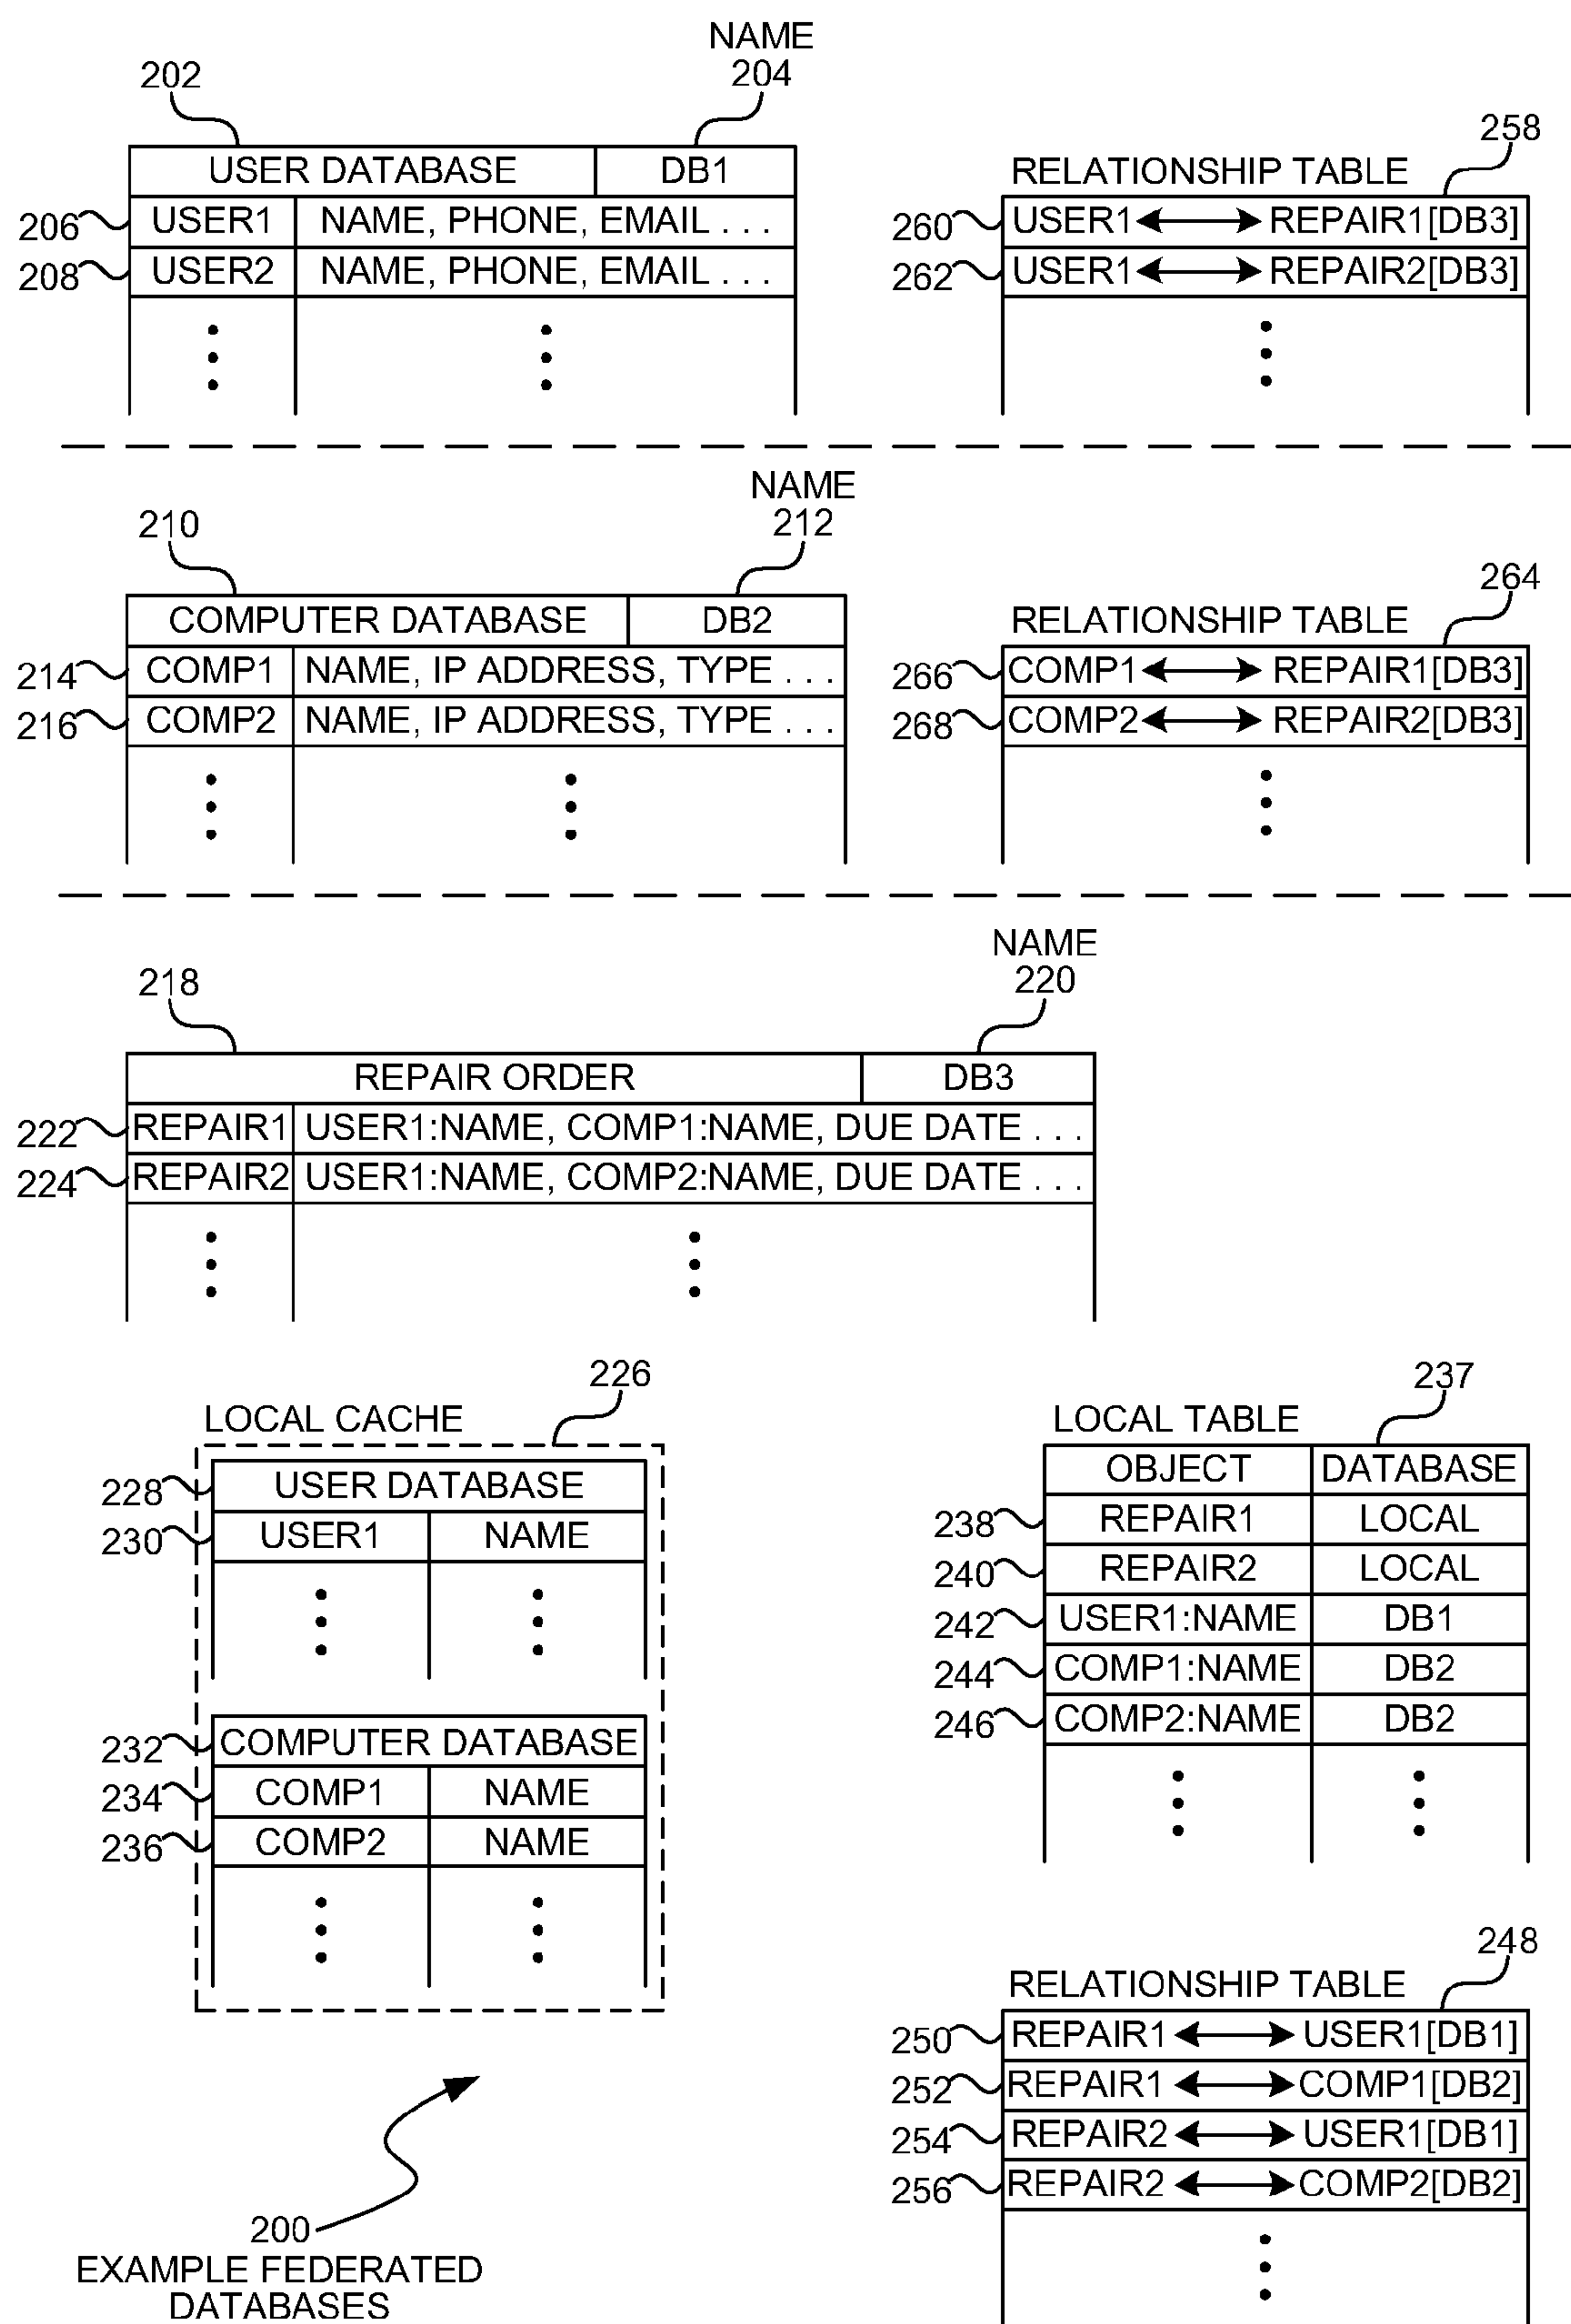 NAME
202
204
USER DATABASE DB1
206 USER1 NAME, PHONE, EMAIL . . .
208 USER2 NAME, PHONE, EMAIL . . .
258
RELATIONSHIP TABLE
260 USER1 REPAIR1[DB3]
262 USER1 REPAIR2[DB3]
NAME
210
212
COMPUTER DATABASE DB2
214 COMP1 NAME, IP ADDRESS, TYPE . . .
216 COMP2 NAME, IP ADDRESS, TYPE . . .
264
RELATIONSHIP TABLE
266 COMP1 REPAIR1[DB3]
268 COMP2 REPAIR2[DB3]
NAME
218
220
REPAIR ORDER DB3
222 REPAIR1 USER1:NAME, COMP1:NAME, DUE DATE . . .
224 REPAIR2 USER1:NAME, COMP2:NAME, DUE DATE . . .
226
LOCAL CACHE
228 USER DATABASE
230 USER1 NAME
232 COMPUTER DATABASE
234 COMP1 NAME
236 COMP2 NAME
237
LOCAL TABLE
OBJECT DATABASE
238 REPAIR1 LOCAL
240 REPAIR2 LOCAL
242 USER1:NAME DB1
244 COMP1:NAME DB2
246 COMP2:NAME DB2
248
RELATIONSHIP TABLE
250 REPAIR1 USER1[DB1]
252 REPAIR1 COMP1[DB2]
254 REPAIR2 USER1[DB1]
256 REPAIR2 COMP2[DB2]
200
EXAMPLE FEDERATED
DATABASES